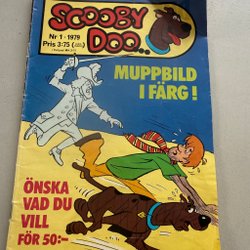 SCOOBY
DOO...
Nr 1 - 1979
Pris 3:75
MUPPBILD
I FÄRG!
ÖNSKA
VAD DU
VILL
FÖR 50:-